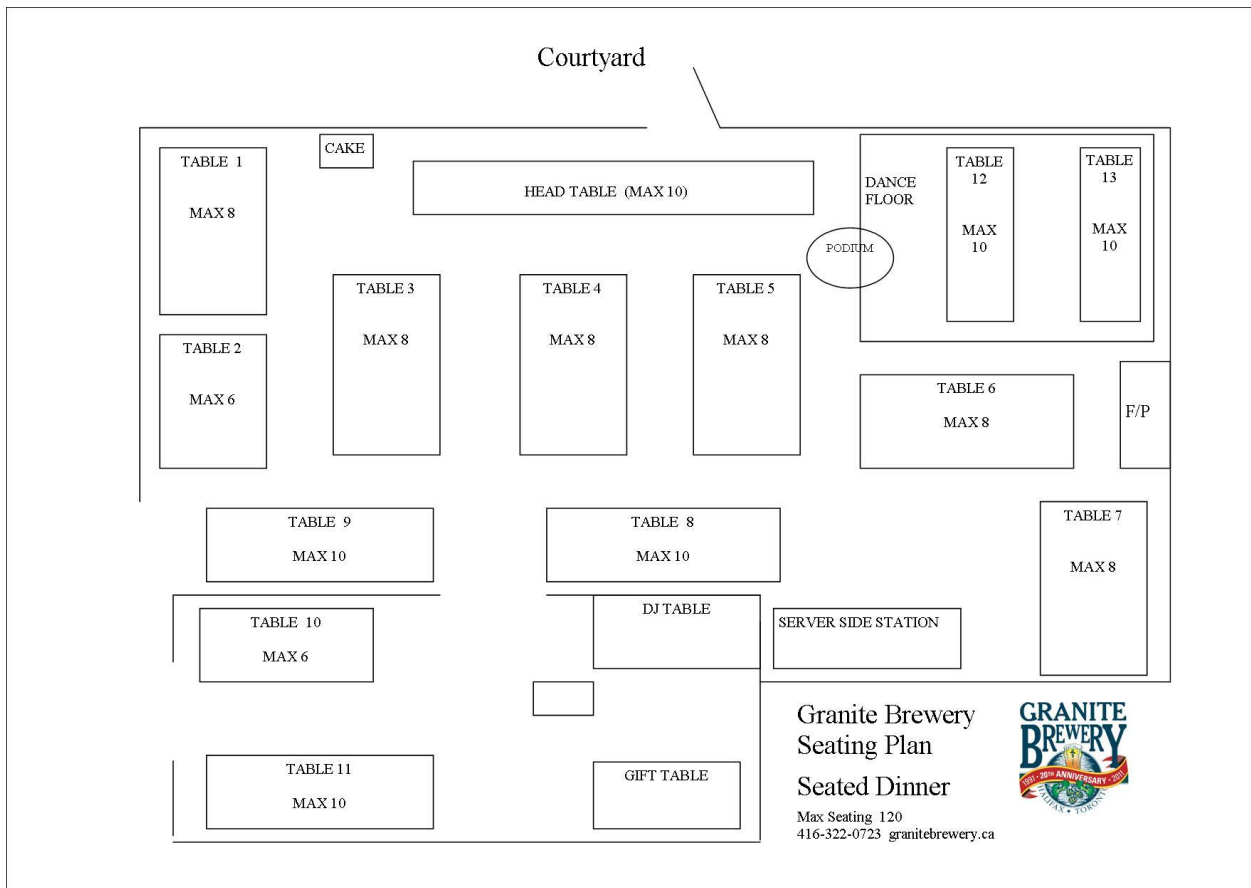 Courtyard
CAKE
TABLE 1
MAX 8
HEAD TABLE (MAX 10)
DANCE
FLOOR
TABLE
12
MAX
10
TABLE
13
MAX
10
PODIUM
TABLE 2
MAX 6
TABLE 3
MAX 8
TABLE 4
MAX 8
TABLE 5
MAX 8
TABLE 6
MAX 8
F/P
TABLE 9
MAX 10
TABLE 8
MAX 10
TABLE 7
MAX 8
TABLE 10
MAX 6
DJ TABLE
SERVER SIDE STATION
TABLE 11
MAX 10
GIFT TABLE
Granite Brewery
Seating Plan
Seated Dinner
Max Seating 120
416-322-0723 granitebrewery.ca
GRANITE
BREWERY
1991 • 20TH ANNIVERSARY • 2011
HALIFAX • TORONTO